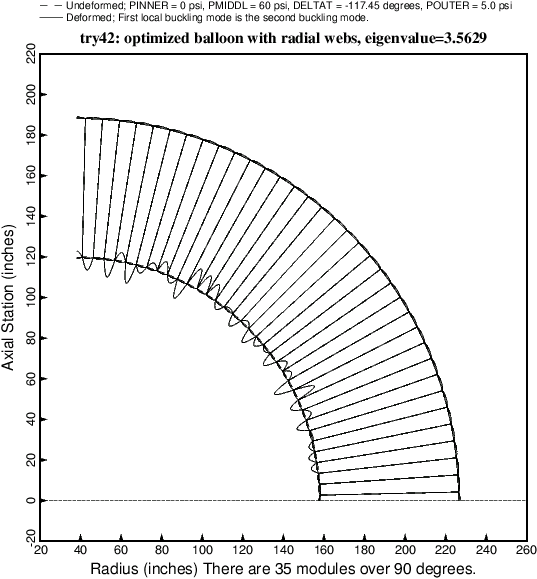 Undeformed; PINNER = 0 psi, PMIDDL = 60 psi, DELTAT = -117.45 degrees, POUTER = 5.0 psi
Deformed; First local buckling mode is the second buckling mode.
try42: optimized balloon with radial webs, eigenvalue=3.5629
220
200
180
160
140
120
100
80
60
40
20
0
-20
Axial Station (inches)
20 40 60 80 100 120 140 160 180 200 220 240 260
Radius (inches) There are 35 modules over 90 degrees.